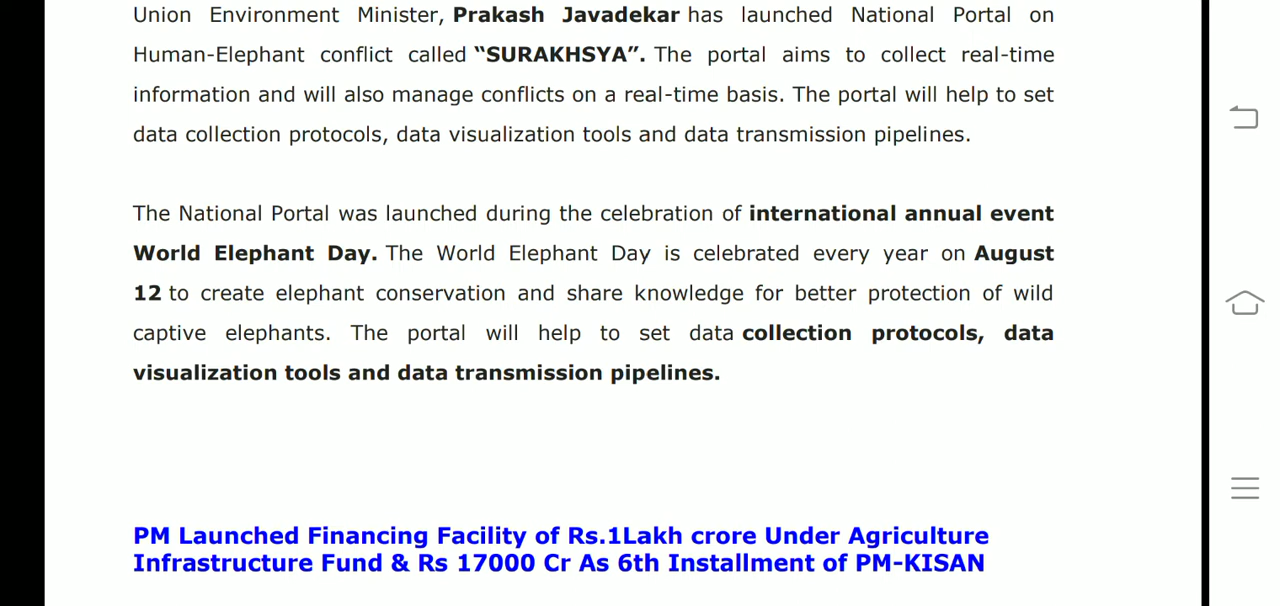 Union Environment Minister, Prakash Javadekar has launched National Portal on
Human-Elephant conflict called “SURAKHSYA”. The portal aims to collect real-time
information and will also manage conflicts on a real-time basis. The portal will help to set
data collection protocols, data visualization tools and data transmission pipelines.
The National Portal was launched during the celebration of international annual event
World Elephant Day. The World Elephant Day is celebrated every year on August
12 to create elephant conservation and share knowledge for better protection of wild
captive elephants. The portal will help to set data collection protocols, data
visualization tools and data transmission pipelines.
PM Launched Financing Facility of Rs.1Lakh crore Under Agriculture
Infrastructure Fund & Rs 17000 Cr As 6th Installment of PM-KISAN